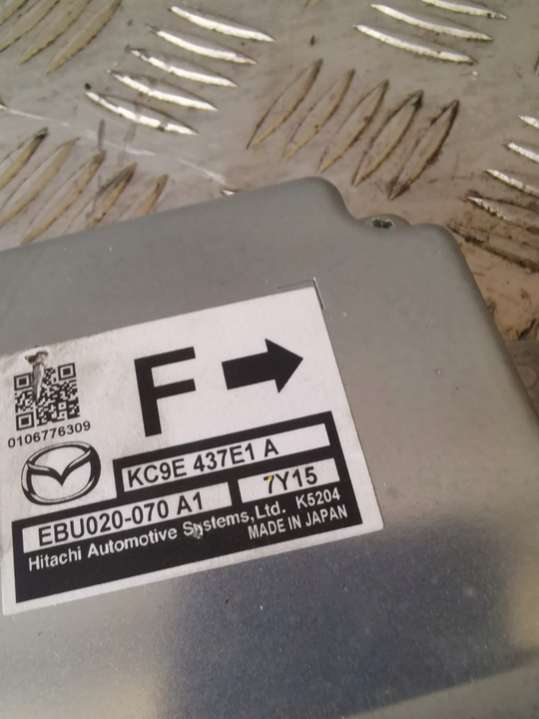 F
0106776309
KC9E 437E1 A
EBU020-070 A1
7Y15
Hitachi Automotive Systems,Ltd. K5204
MADE IN JAPAN